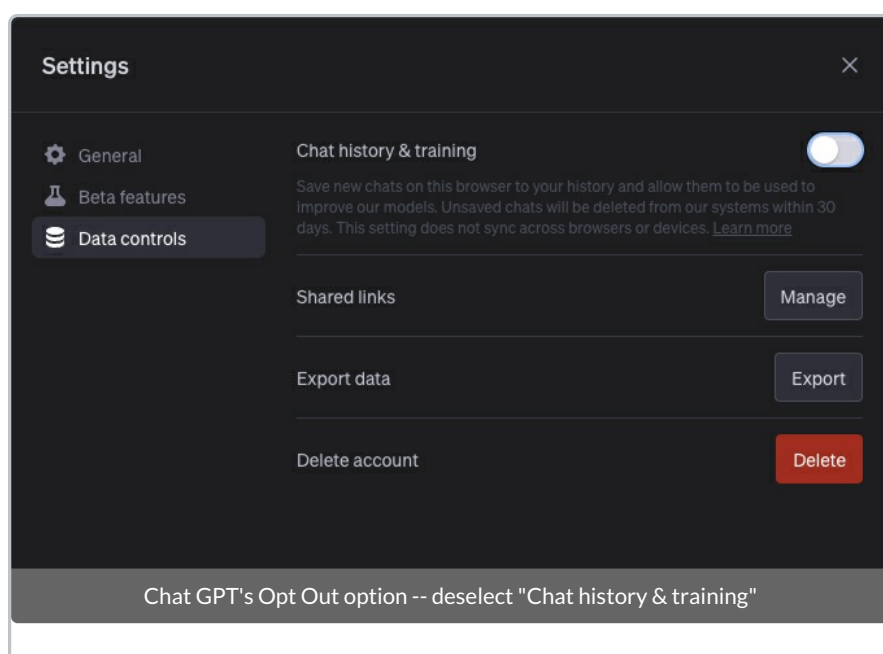 Settings
General
Beta features
Data controls
Chat history & training
Save new chats on this browser to your history and allow them to be used to
improve our models. Unsaved chats will be deleted from our systems within 30
days. This setting does not sync across browsers or devices. Learn more
Shared links
Manage
Export data
Export
Delete account
Delete
Chat GPT's Opt Out option -- deselect "Chat history & training"